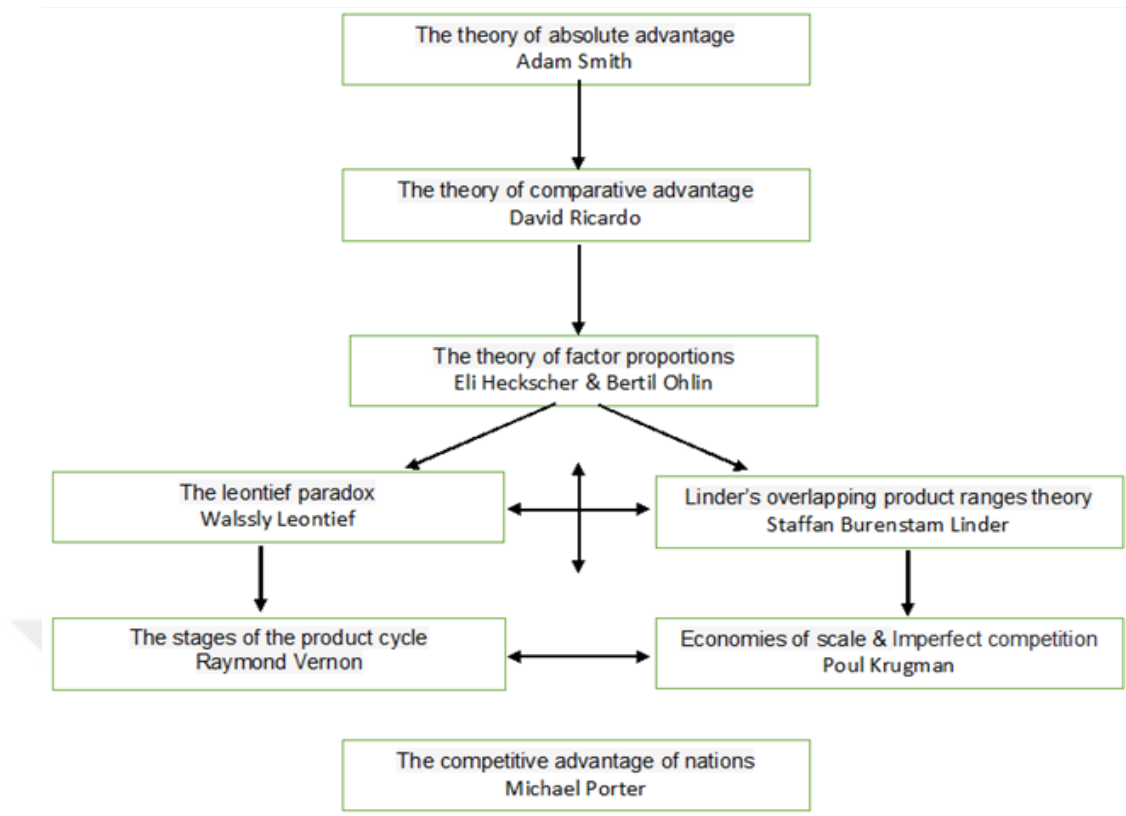 The theory of absolute advantage
Adam Smith
The theory of comparative advantage
David Ricardo
The theory of factor proportions
Eli Heckscher & Bertil Ohlin
The leontief paradox
Walssly Leontief
Linder's overlapping product ranges theory
Staffan Burenstam Linder
The stages of the product cycle
Raymond Vernon
Economies of scale & Imperfect competition
Poul Krugman
The competitive advantage of nations
Michael Porter